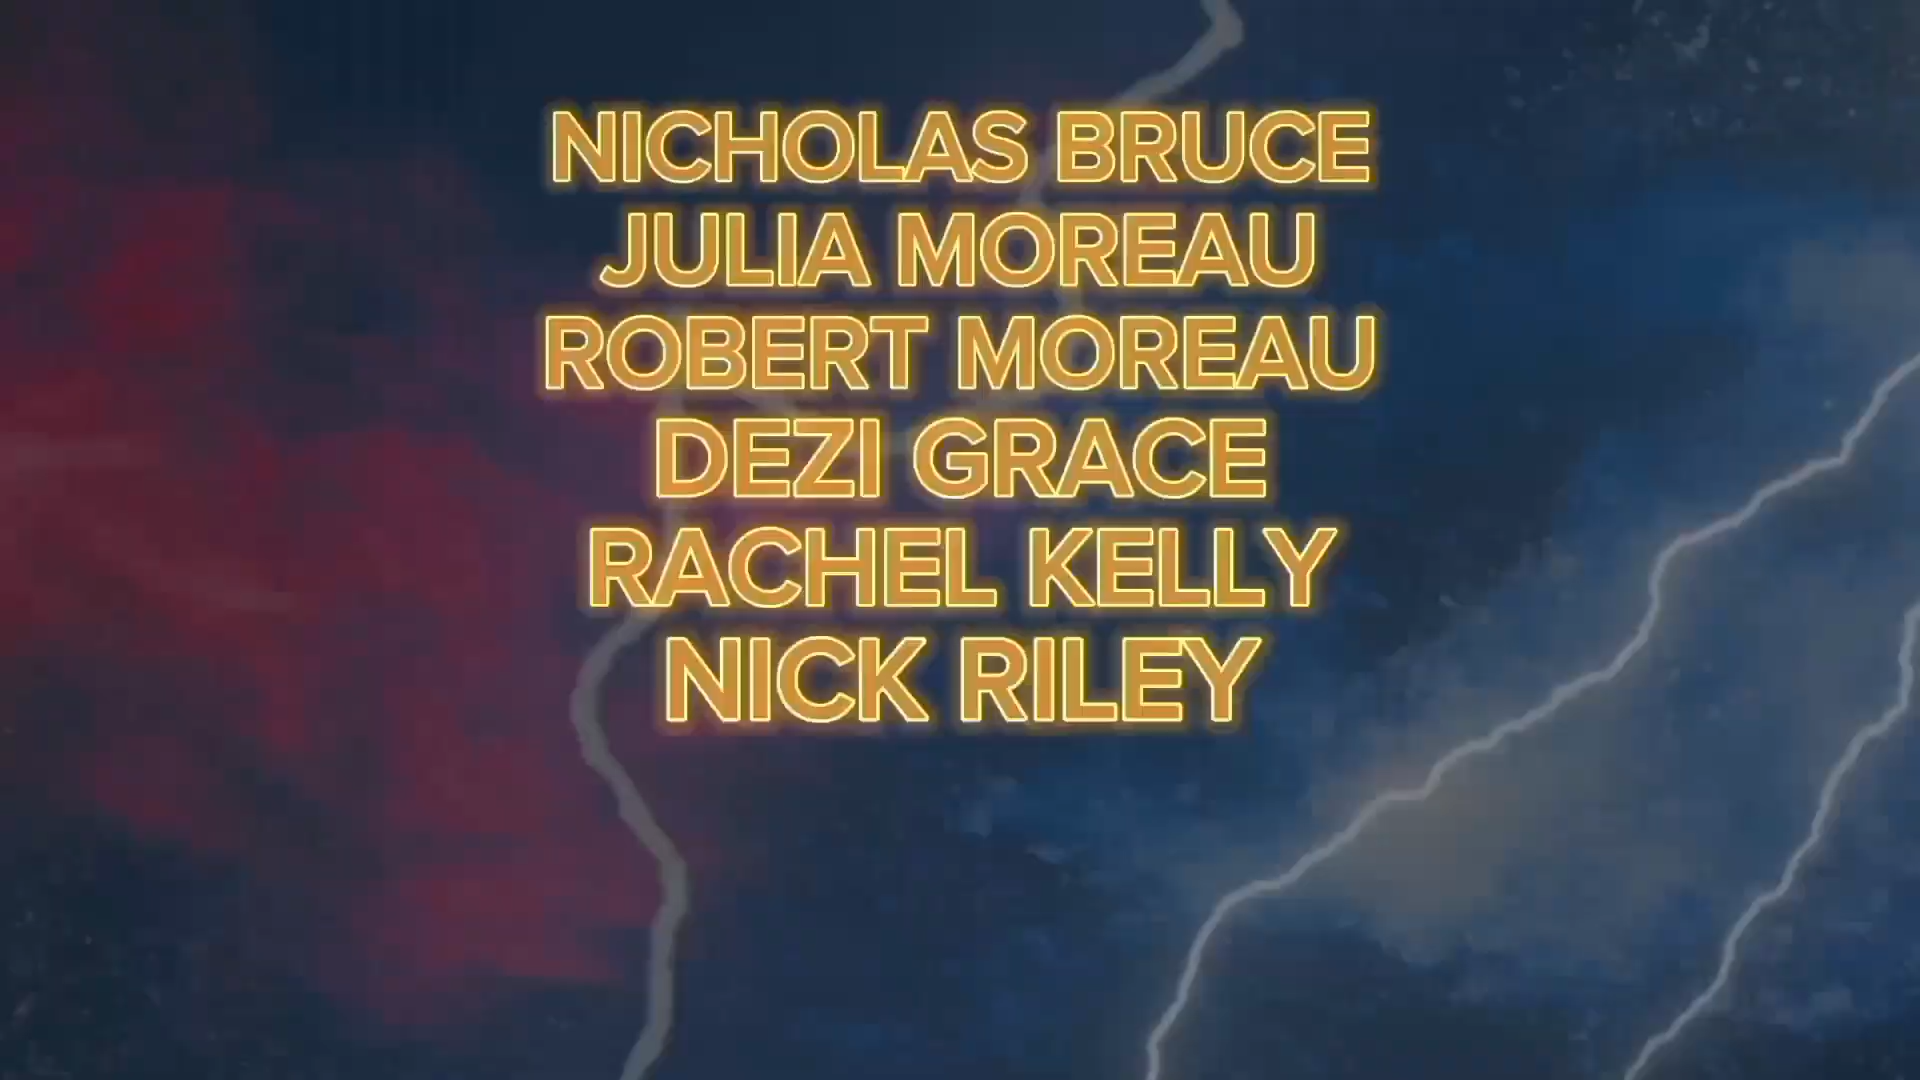 NICHOLAS BRUCE
JULIA MOREAU
ROBERT MOREAU
DEZI GRACE
RACHEL KELLY
NICK RILEY